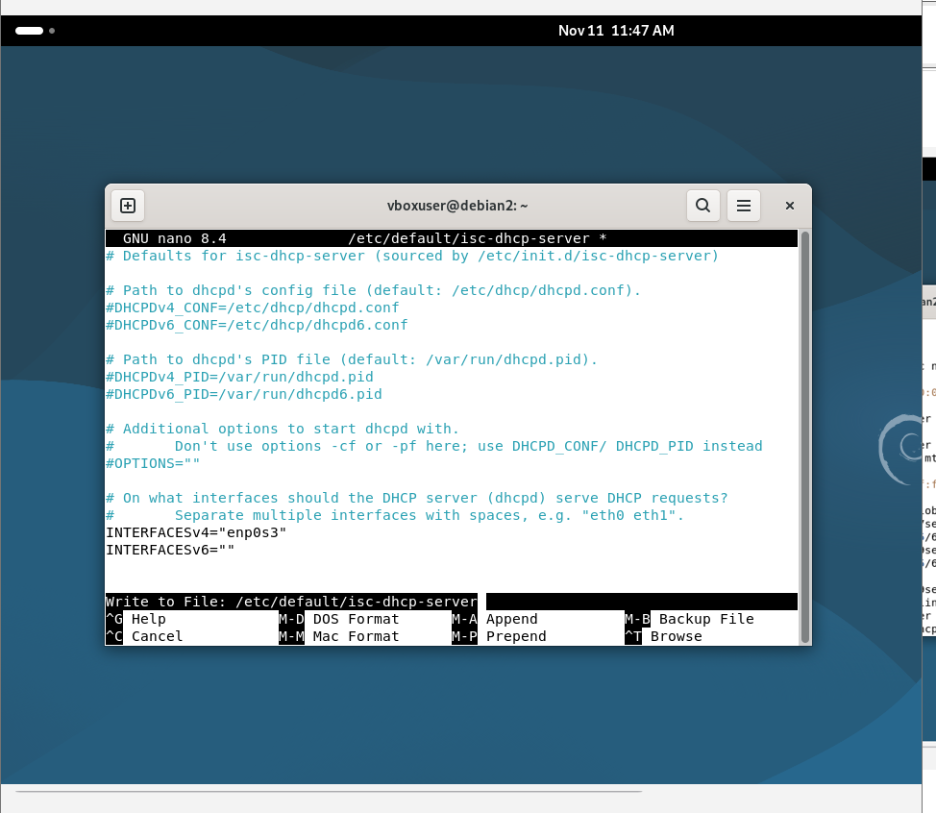 Nov 11 11:47 AM
vboxuser@debian2: ~
GNU nano 8.4 /etc/default/isc-dhcp-server *
# Defaults for isc-dhcp-server (sourced by /etc/init.d/isc-dhcp-server)
# Path to dhcpd's config file (default: /etc/dhcp/dhcpd.conf).
#DHCPDv4_CONF=/etc/dhcp/dhcpd.conf
#DHCPDv6_CONF=/etc/dhcp/dhcpd6.conf
# Path to dhcpd's PID file (default: /var/run/dhcpd.pid).
#DHCPDv4_PID=/var/run/dhcpd.pid
#DHCPDv6_PID=/var/run/dhcpd6.pid
# Additional options to start dhcpd with.
# Don't use options -cf or -pf here; use DHCPD_CONF/ DHCPD_PID instead
#OPTIONS=""
# On what interfaces should the DHCP server (dhcpd) serve DHCP requests?
# Separate multiple interfaces with spaces, e.g. "eth0 eth1".
INTERFACESv4="enp0s3"
INTERFACESv6=""
Write to File: /etc/default/isc-dhcp-server
^G Help M-D DOS Format M-A Append M-B Backup File
^C Cancel M-M Mac Format M-P Prepend ^T Browse